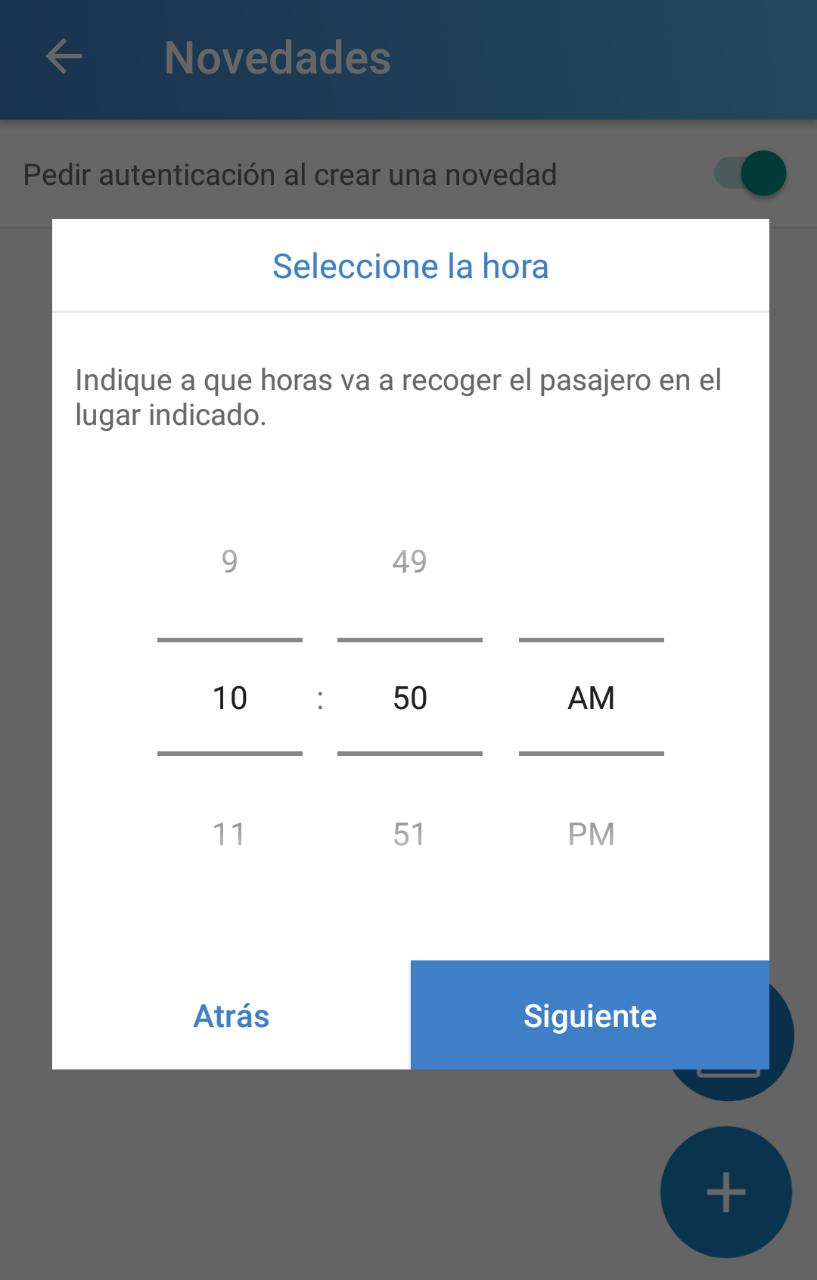 Novedades
Pedir autenticación al crear una novedad
Seleccione la hora
Indique a que horas va a recoger el pasajero en el
lugar indicado.
9 49
10 : 50 AM
11 51 PM
Atrás Siguiente